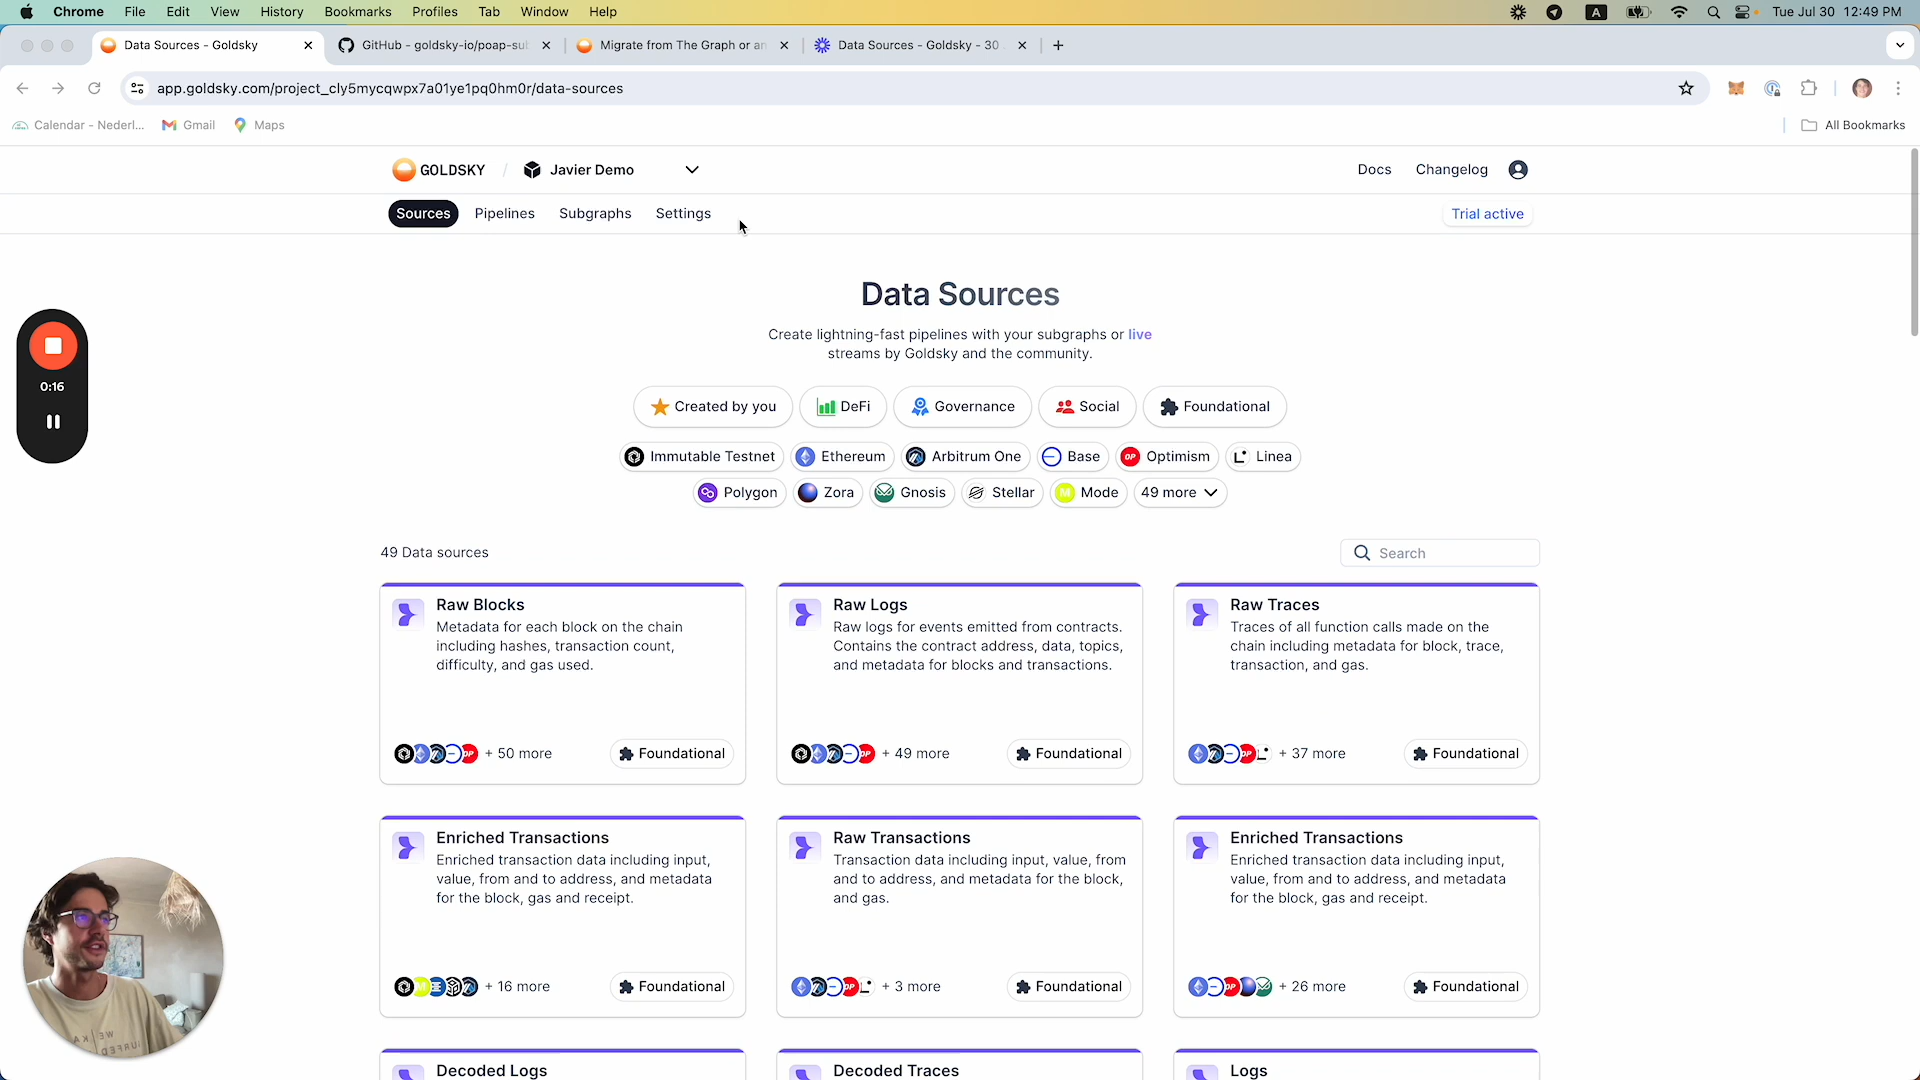 Chrome File Edit View History Bookmarks Profiles Tab Window Help
A
Tue Jul 30 12:49 PM
Data Sources - Goldsky
GitHub - goldsky-io/poap-sub
Migrate from The Graph or an
Data Sources - Goldsky - 30
app.goldsky.com/project_cly5mycqwpx7a01ye1pq0hm0r/data-sources
Calendar - Nederl... Gmail Maps
All Bookmarks
GOLDSKY / Javier Demo
Docs Changelog
Sources Pipelines Subgraphs Settings
Trial active
Data Sources
Create lightning-fast pipelines with your subgraphs or live
streams by Goldsky and the community.
Created by you DeFi Governance Social Foundational
Immutable Testnet Ethereum Arbitrum One Base OP Optimism Linea
Polygon Zora Gnosis Stellar M Mode 49 more
49 Data sources
Search
Raw Blocks
Metadata for each block on the chain
including hashes, transaction count,
difficulty, and gas used.
OP + 50 more Foundational
Raw Logs
Raw logs for events emitted from contracts.
Contains the contract address, data, topics,
and metadata for blocks and transactions.
OP + 49 more Foundational
Raw Traces
Traces of all function calls made on the
chain including metadata for block, trace,
transaction, and gas.
OP + 37 more Foundational
Enriched Transactions
Enriched transaction data including input,
value, from and to address, and metadata
for the block, gas and receipt.
+ 16 more Foundational
Raw Transactions
Transaction data including input, value, from
and to address, and metadata for the block,
and gas.
OP + 3 more Foundational
Enriched Transactions
Enriched transaction data including input,
value, from and to address, and metadata
for the block, gas and receipt.
OP + 26 more Foundational
Decoded Logs
Decoded Traces
Logs
0:16